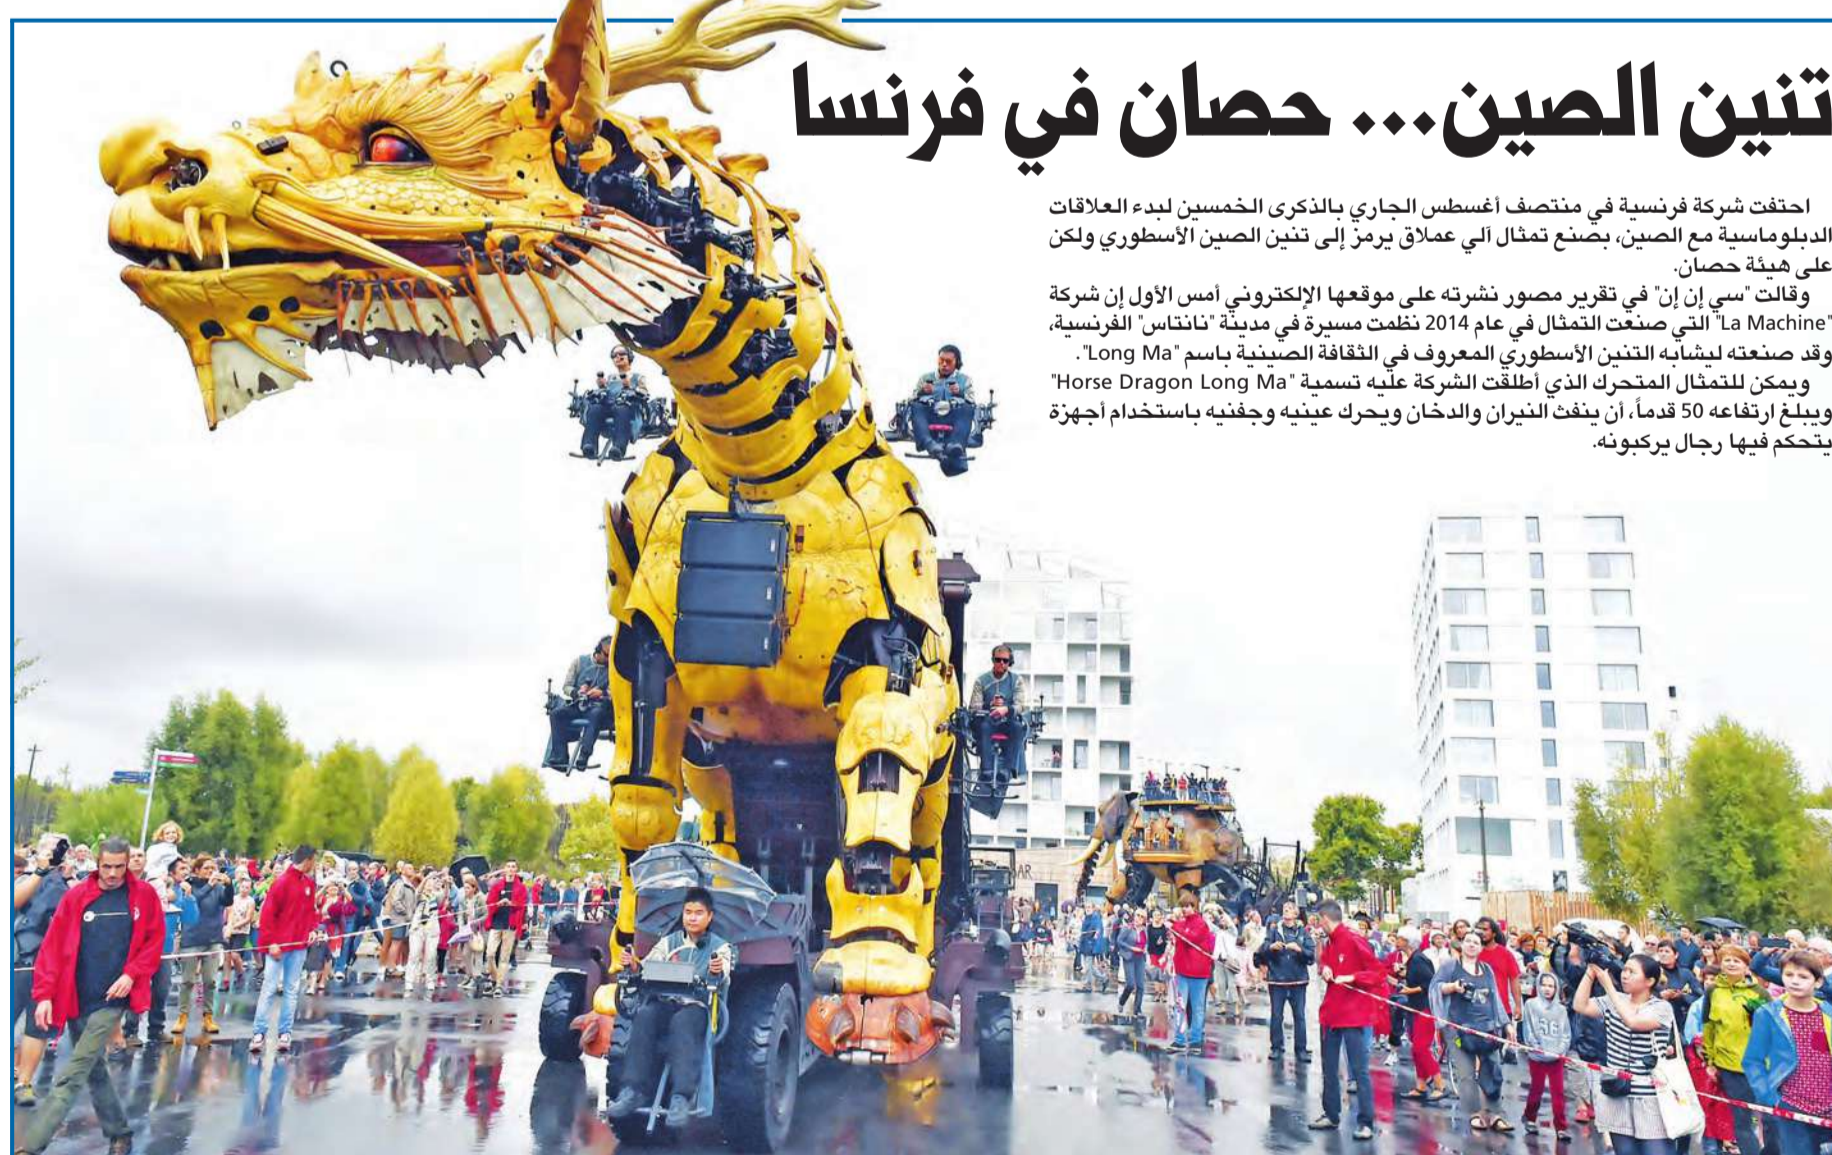 تنين الصين... حصان في فرنسا
احتفت شركة فرنسية في منتصف أغسطس الجاري بالذكرى الخمسين لبدء العلاقات
الدبلوماسية مع الصين، بصنع تمثال آلي عملاق يرمز إلى تنين الصين الأسطوري ولكن
على هيئة حصان.
وقالت "سي إن إن" في تقرير مصور نشرته على موقعها الإلكتروني أمس الأول إن شركة
"La Machine" التي صنعت التمثال في عام 2014 نظمت مسيرة في مدينة "نانتاس" الفرنسية،
وقد صنعته ليشابه التنين الأسطوري المعروف في الثقافة الصينية باسم "Long Ma".
ويمكن للتمثال المتحرك الذي أطلقت الشركة عليه تسمية "Horse Dragon Long Ma"
ويبلغ ارتفاعه 50 قدماً، أن ينفث النيران والدخان ويحرك عينيه وجفنيه باستخدام أجهزة
يتحكم فيها رجال يركبونه.